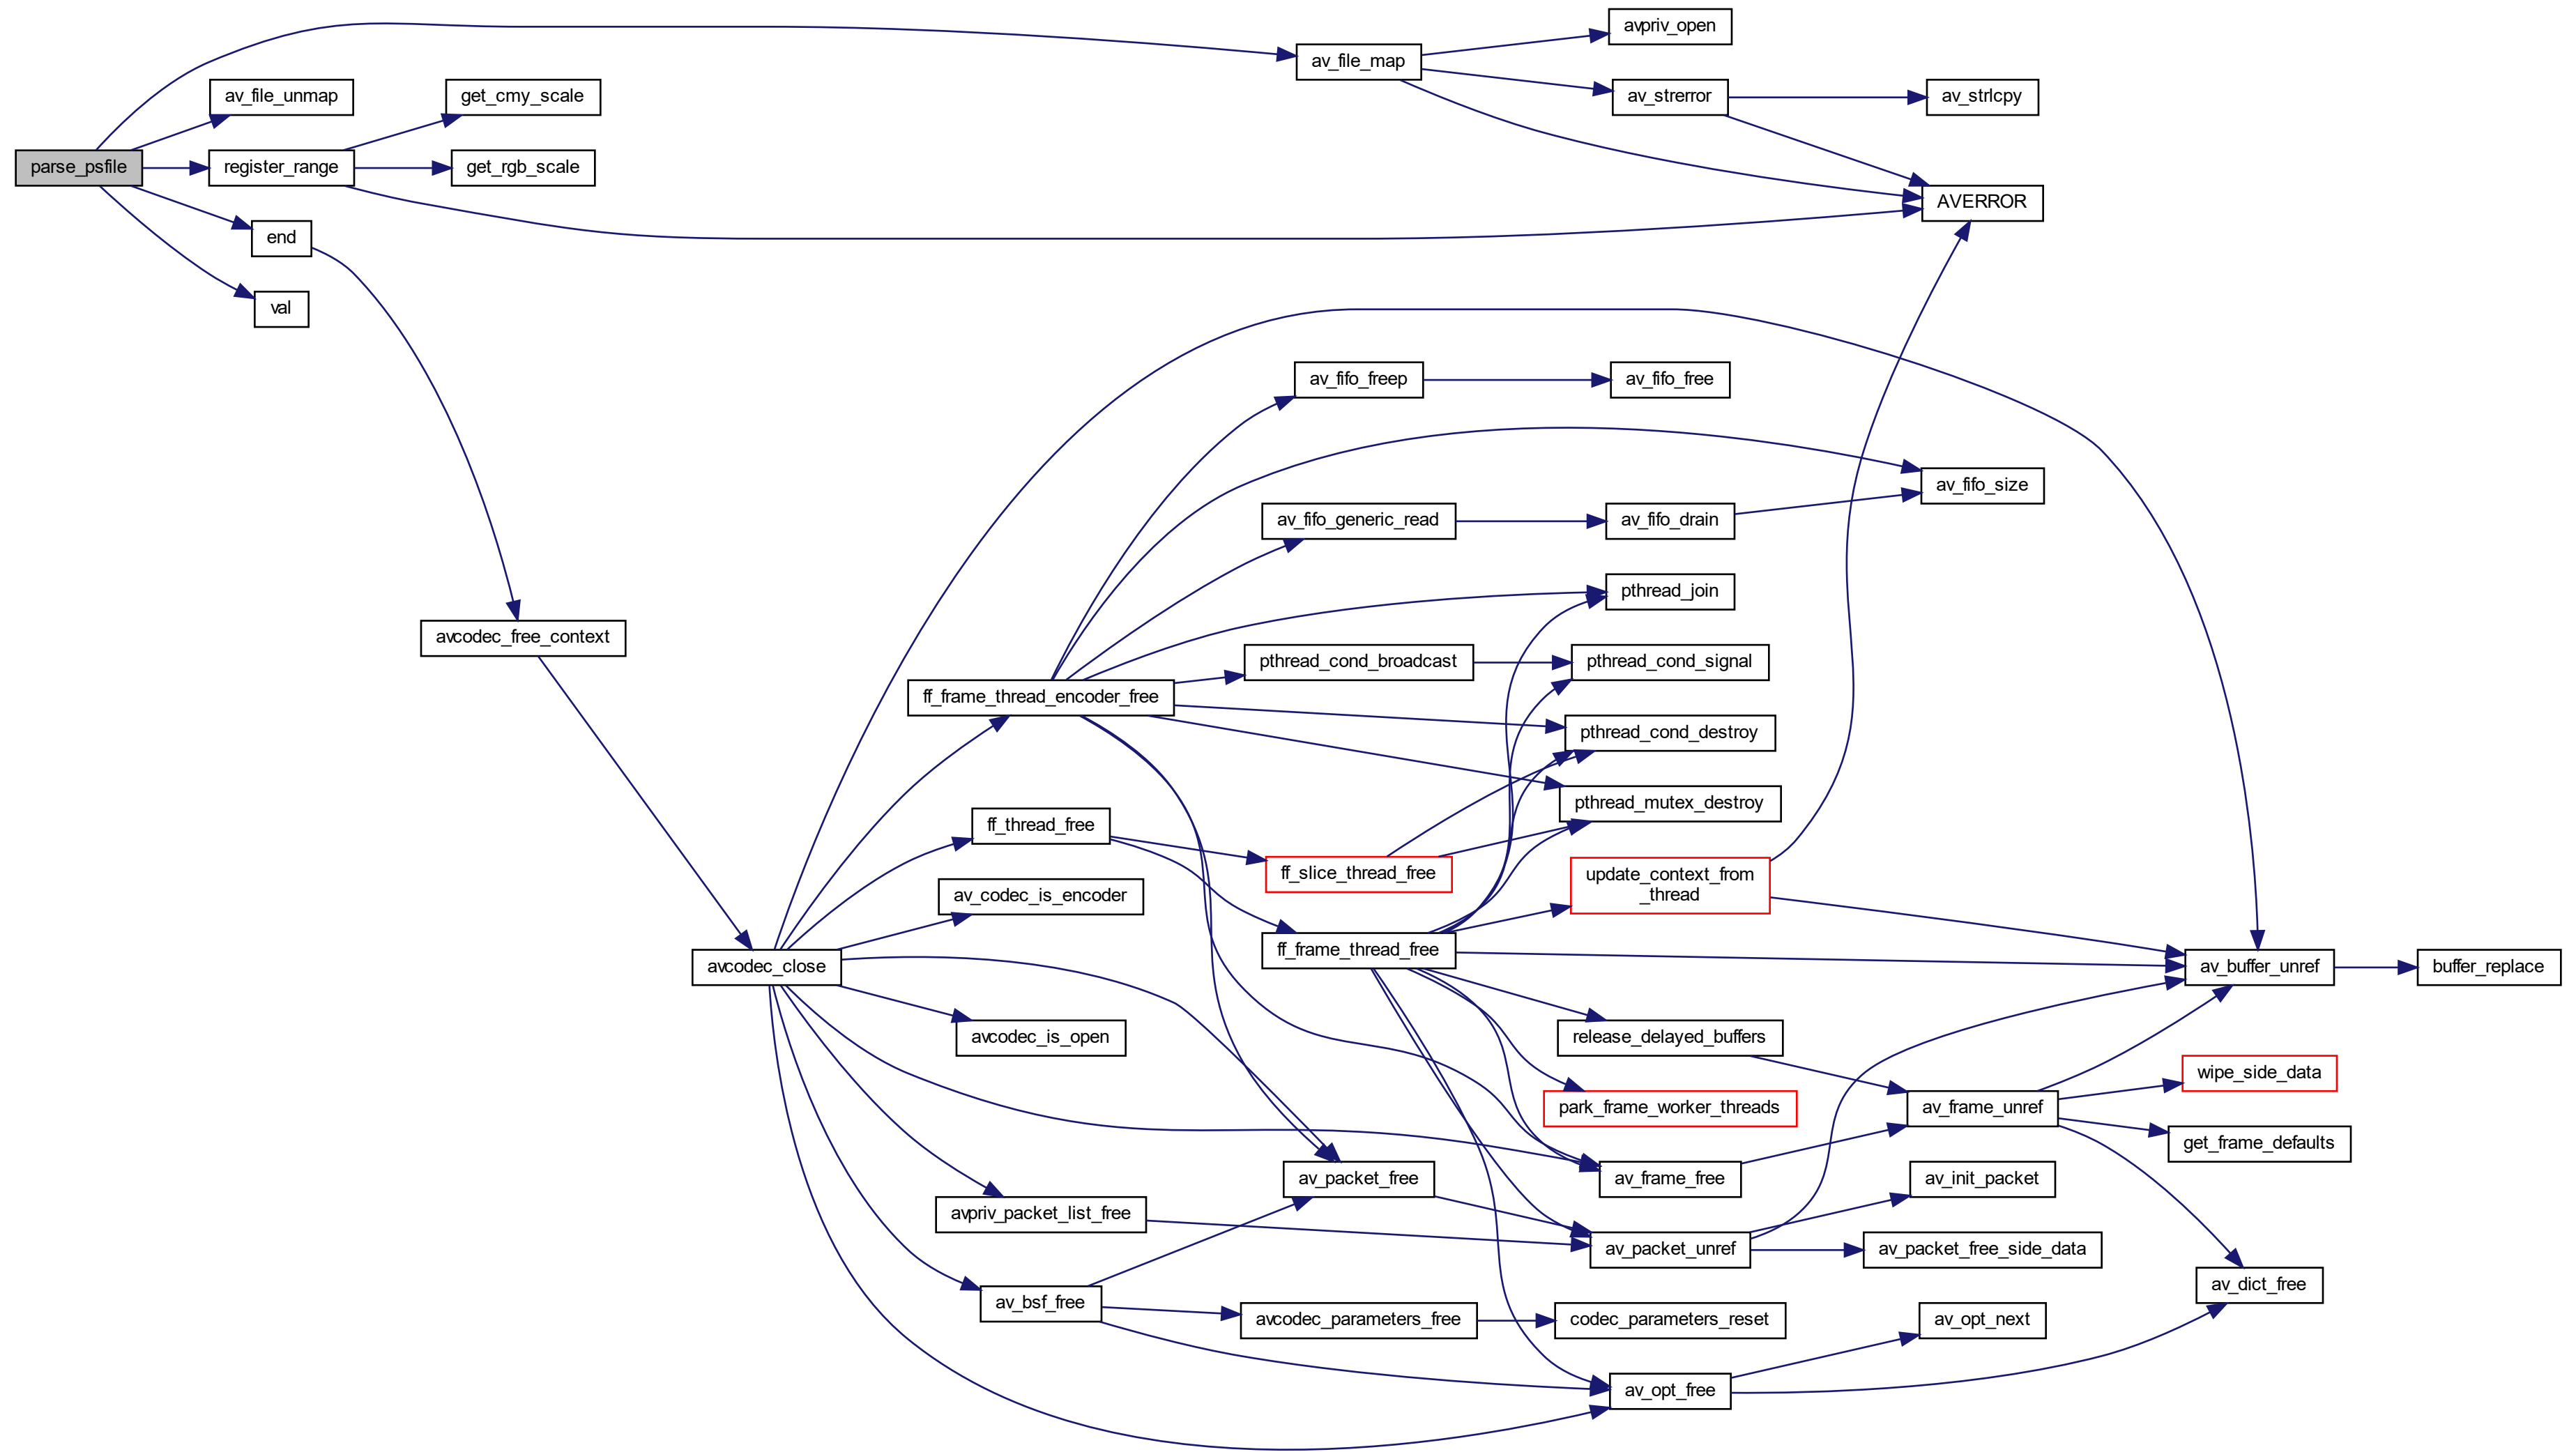 parse_psfile
av_file_unmap
register_range
end
val
get_cmy_scale
get_rgb_scale
avcodec_free_context
avcodec_close
ff_frame_thread_encoder_free
ff_thread_free
av_codec_is_encoder
avcodec_is_open
avpriv_packet_list_free
av_bsf_free
av_file_map
av_fifo_freep
av_fifo_generic_read
pthread_cond_broadcast
ff_slice_thread_free
ff_frame_thread_free
av_packet_free
avcodec_parameters_free
avpriv_open
av_strerror
av_fifo_free
av_fifo_drain
pthread_join
pthread_cond_signal
pthread_cond_destroy
pthread_mutex_destroy
update_context_from
_thread
release_delayed_buffers
park_frame_worker_threads
av_frame_free
av_packet_unref
codec_parameters_reset
av_opt_free
av_strlcpy
AVERROR
av_fifo_size
av_frame_unref
av_init_packet
av_packet_free_side_data
av_opt_next
av_buffer_unref
wipe_side_data
get_frame_defaults
av_dict_free
buffer_replace